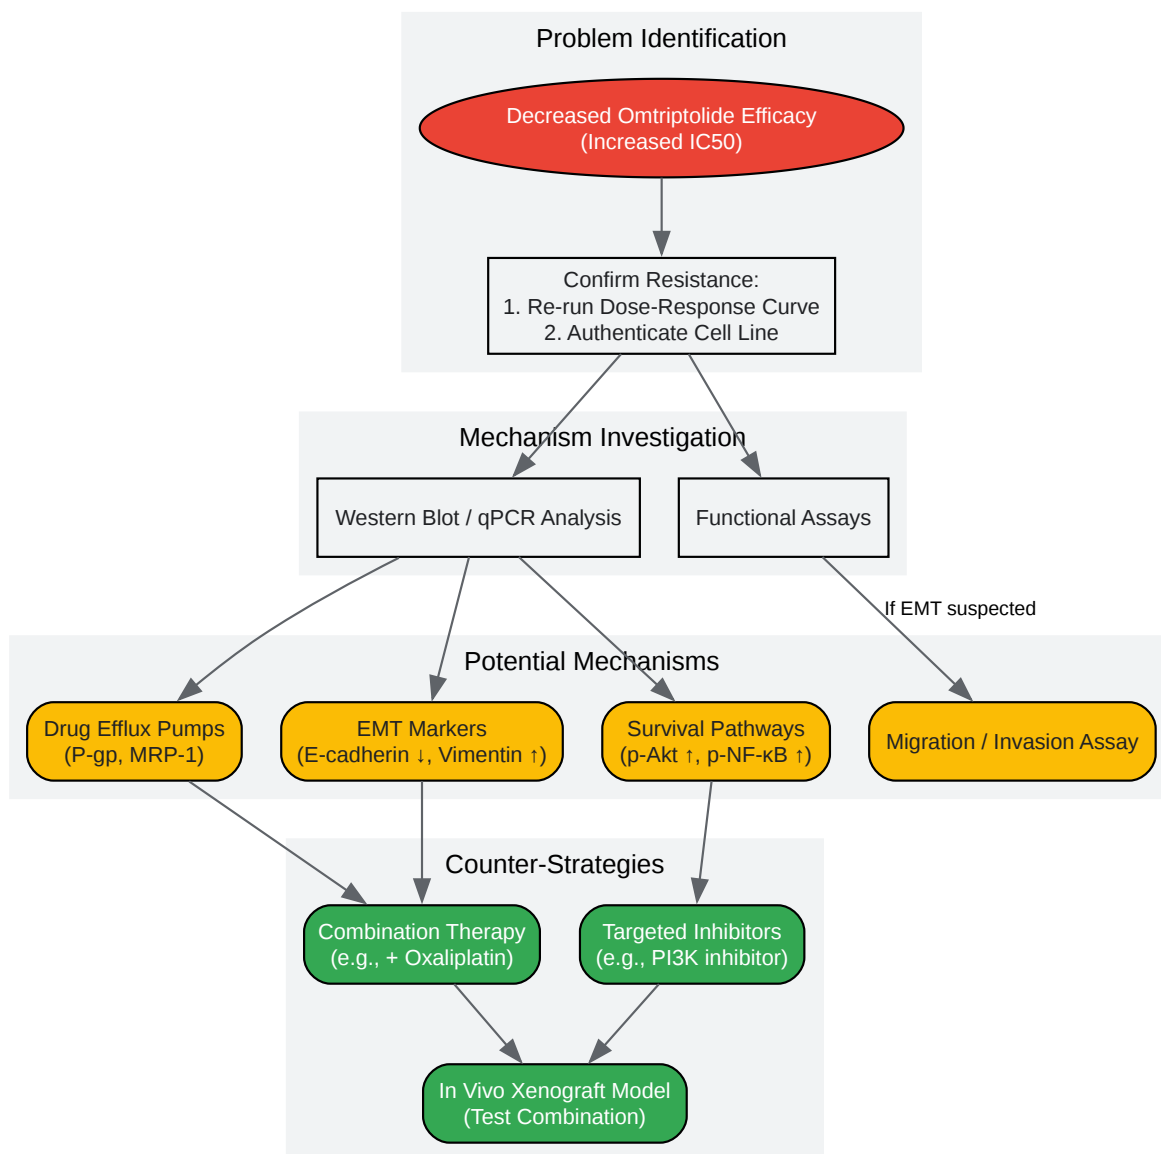 Problem Identification
Decreased Omtriptolide Efficacy
(Increased IC50)
Confirm Resistance:
1. Re-run Dose-Response Curve
2. Authenticate Cell Line
Mechanism Investigation
Western Blot / qPCR Analysis
Functional Assays
If EMT suspected
Potential Mechanisms
Drug Efflux Pumps
(P-gp, MRP-1)
EMT Markers
(E-cadherin ↓, Vimentin ↑)
Survival Pathways
(p-Akt ↑, p-NF-κB ↑)
Migration / Invasion Assay
Counter-Strategies
Combination Therapy
(e.g., + Oxaliplatin)
Targeted Inhibitors
(e.g., PI3K inhibitor)
In Vivo Xenograft Model
(Test Combination)